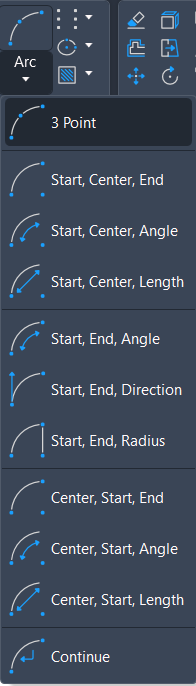 Arc
3 Point
Start, Center, End
Start, Center, Angle
Start, Center, Length
Start, End, Angle
Start, End, Direction
Start, End, Radius
Center, Start, End
Center, Start, Angle
Center, Start, Length
Continue